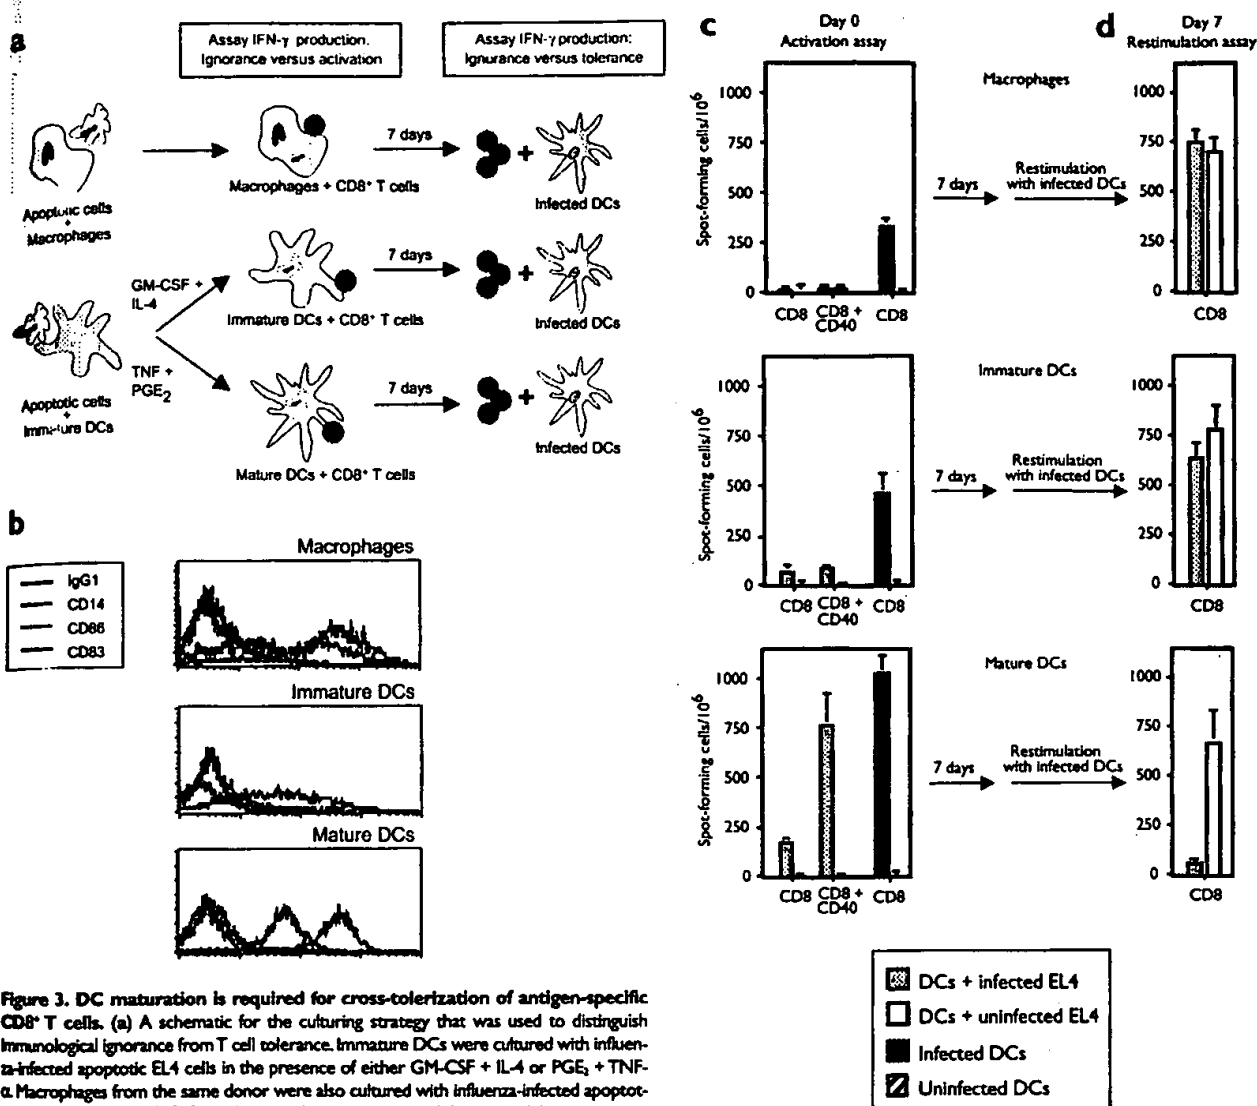 a
Assay IFN-γ production.
Ignorance versus activation
Assay IFN-γ production:
Ignurance versus tolerance
Apoptotic cells
+
Macrophages
Macrophages + CD8⁺ T cells
7 days
+
Infected DCs
GM-CSF +
IL-4
Immature DCs + CD8⁺ T cells
7 days
+
Infected DCs
Apoptotic cells
+
Immature DCs
TNF +
PGE₂
Mature DCs + CD8⁺ T cells
7 days
+
Infected DCs
b
IgG1
CD14
CD86
CD83
Macrophages
Immature DCs
Mature DCs
c
Day 0
Activation assay
d
Day 7
Restimulation assay
Macrophages
Spot-forming cells/10⁶
1000
750
500
250
0
CD8
CD8 +
CD40
CD8
7 days
Restimulation
with infected DCs
1000
750
500
250
0
CD8
Immature DCs
Spot-forming cells/10⁶
1000
750
500
250
0
CD8
CD8 +
CD40
CD8
7 days
Restimulation
with infected DCs
1000
750
500
250
0
CD8
Mature DCs
Spot-forming cells/10⁶
1000
750
500
250
0
CD8
CD8 +
CD40
CD8
7 days
Restimulation
with infected DCs
1000
750
500
250
0
CD8
DCs + infected EL4
DCs + uninfected EL4
Infected DCs
Uninfected DCs
Figure 3. DC maturation is required for cross-tolerization of antigen-specific
CD8⁺ T cells. (a) A schematic for the culturing strategy that was used to distinguish
immunological ignorance from T cell tolerance. Immature DCs were cultured with influen-
za-infected apoptotic EL4 cells in the presence of either GM-CSF + IL-4 or PGE₂ + TNF-
α. Macrophages from the same donor were also cultured with influenza-infected apoptot-